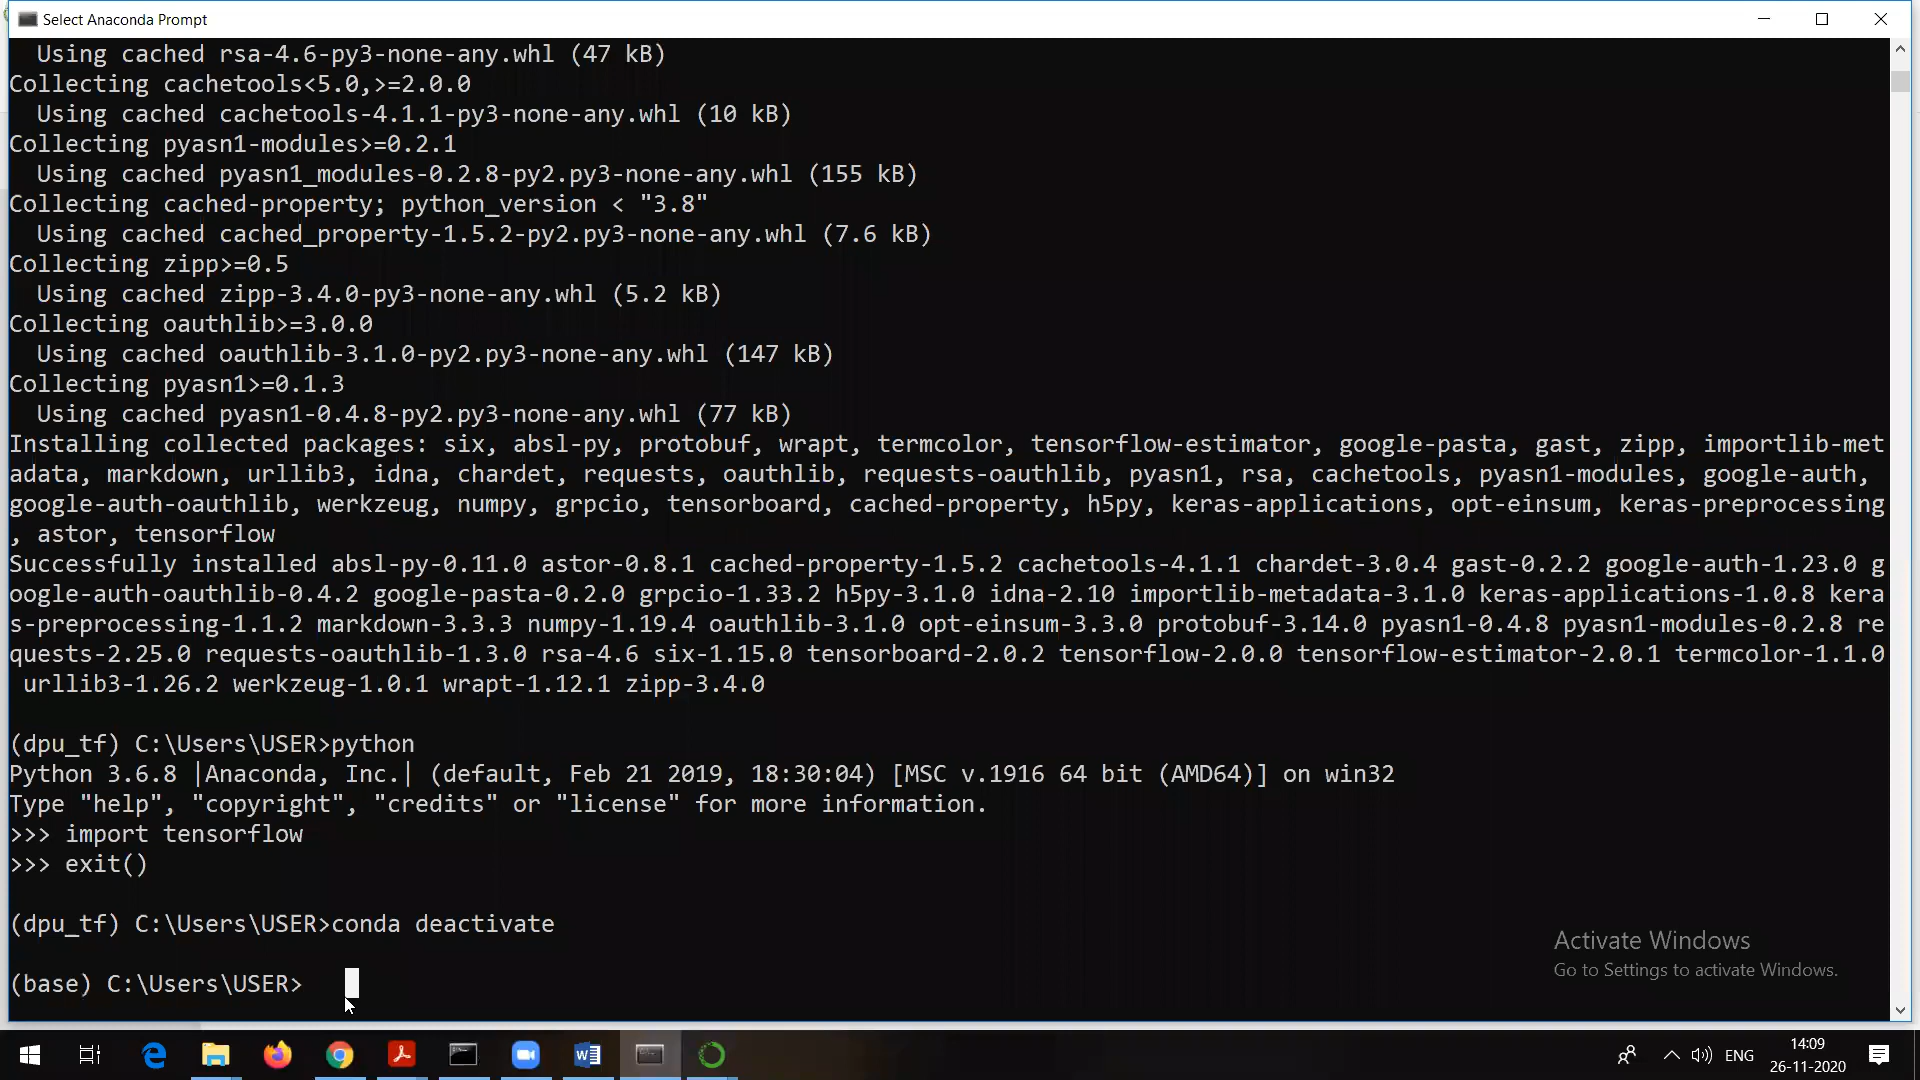 Select Anaconda Prompt
  Using cached rsa-4.6-py3-none-any.whl (47 kB)
Collecting cachetools<5.0,>=2.0.0
  Using cached cachetools-4.1.1-py3-none-any.whl (10 kB)
Collecting pyasn1-modules>=0.2.1
  Using cached pyasn1_modules-0.2.8-py2.py3-none-any.whl (155 kB)
Collecting cached-property; python_version < "3.8"
  Using cached cached_property-1.5.2-py2.py3-none-any.whl (7.6 kB)
Collecting zipp>=0.5
  Using cached zipp-3.4.0-py3-none-any.whl (5.2 kB)
Collecting oauthlib>=3.0.0
  Using cached oauthlib-3.1.0-py2.py3-none-any.whl (147 kB)
Collecting pyasn1>=0.1.3
  Using cached pyasn1-0.4.8-py2.py3-none-any.whl (77 kB)
Installing collected packages: six, absl-py, protobuf, wrapt, termcolor, tensorflow-estimator, google-pasta, gast, zipp, importlib-met
adata, markdown, urllib3, idna, chardet, requests, oauthlib, requests-oauthlib, pyasn1, rsa, cachetools, pyasn1-modules, google-auth,
google-auth-oauthlib, werkzeug, numpy, grpcio, tensorboard, cached-property, h5py, keras-applications, opt-einsum, keras-preprocessing
, astor, tensorflow
Successfully installed absl-py-0.11.0 astor-0.8.1 cached-property-1.5.2 cachetools-4.1.1 chardet-3.0.4 gast-0.2.2 google-auth-1.23.0 g
oogle-auth-oauthlib-0.4.2 google-pasta-0.2.0 grpcio-1.33.2 h5py-3.1.0 idna-2.10 importlib-metadata-3.1.0 keras-applications-1.0.8 kera
s-preprocessing-1.1.2 markdown-3.3.3 numpy-1.19.4 oauthlib-3.1.0 opt-einsum-3.3.0 protobuf-3.14.0 pyasn1-0.4.8 pyasn1-modules-0.2.8 re
quests-2.25.0 requests-oauthlib-1.3.0 rsa-4.6 six-1.15.0 tensorboard-2.0.2 tensorflow-2.0.0 tensorflow-estimator-2.0.1 termcolor-1.1.0
 urllib3-1.26.2 werkzeug-1.0.1 wrapt-1.12.1 zipp-3.4.0
(dpu_tf) C:\Users\USER>python
Python 3.6.8 |Anaconda, Inc.| (default, Feb 21 2019, 18:30:04) [MSC v.1916 64 bit (AMD64)] on win32
Type "help", "copyright", "credits" or "license" for more information.
>>> import tensorflow
>>> exit()
(dpu_tf) C:\Users\USER>conda deactivate
(base) C:\Users\USER>
Activate Windows
Go to Settings to activate Windows.
ENG
14:09
26-11-2020